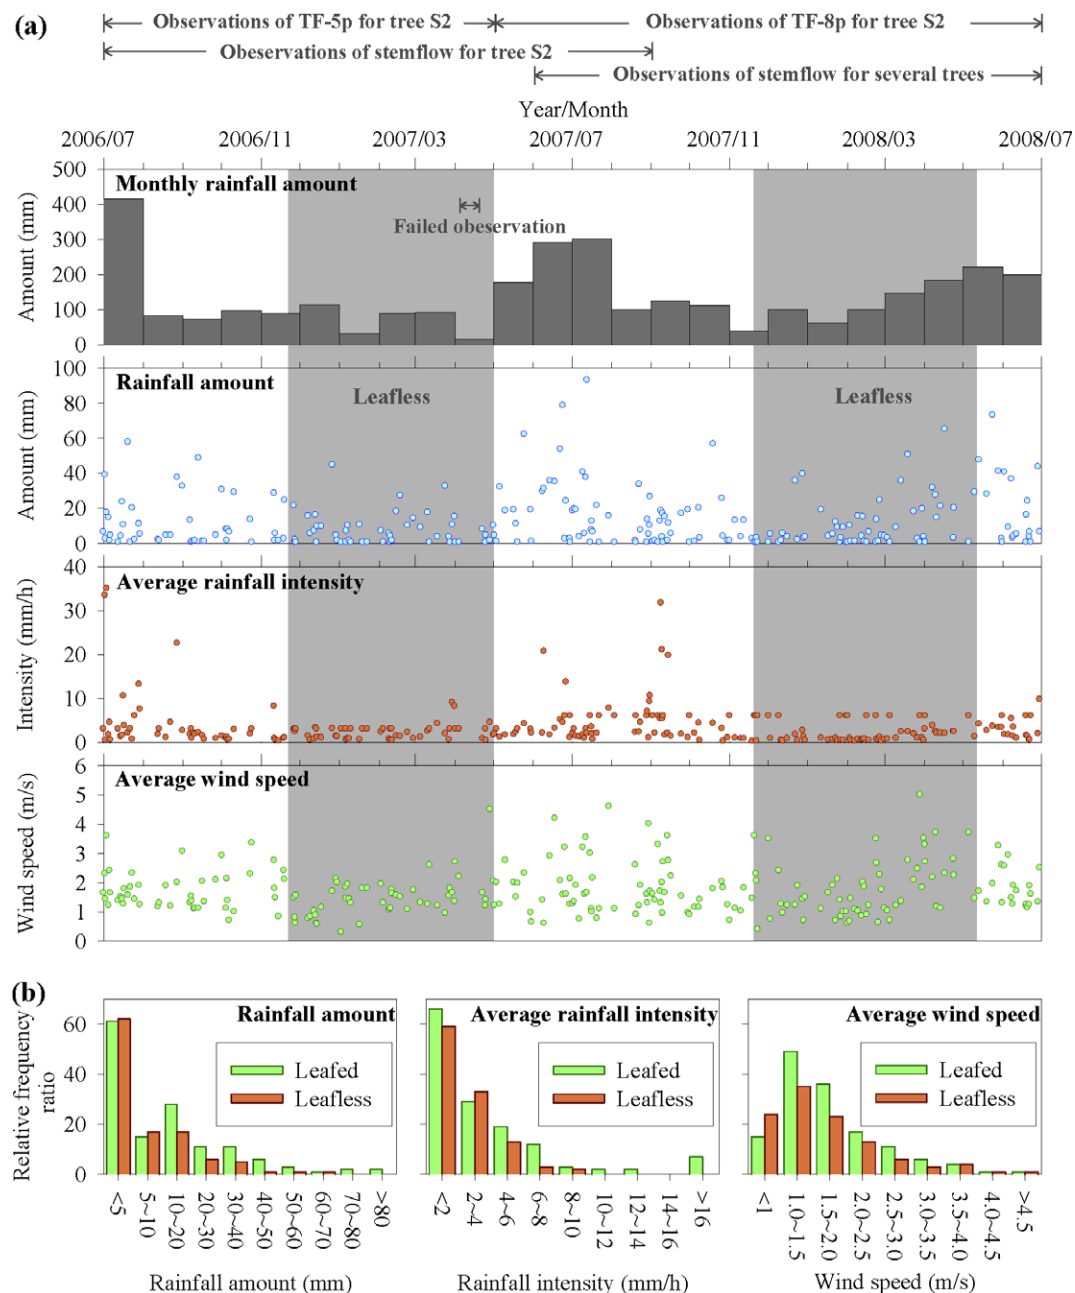 (a)
Observations of TF-5p for tree S2
Observations of TF-8p for tree S2
Obeservations of stemflow for tree S2
Observations of stemflow for several trees
Year/Month
2006/07 2006/11 2007/03 2007/07 2007/11 2008/03 2008/07
Monthly rainfall amount
Failed obeservation
Amount (mm)
500
400
300
200
100
0
Rainfall amount
Leafless
Leafless
Amount (mm)
100
80
60
40
20
0
Average rainfall intensity
Intensity (mm/h)
40
30
20
10
0
Average wind speed
Wind speed (m/s)
6
5
4
3
2
1
0
(b)
Relative frequency
ratio
60
40
20
0
Rainfall amount
Leafed
Leafless
<5 5~10 10~20 20~30 30~40 40~50 50~60 60~70 70~80 >80
Rainfall amount (mm)
Average rainfall intensity
Leafed
Leafless
<2 2~4 4~6 6~8 8~10 10~12 12~14 14~16 >16
Rainfall intensity (mm/h)
Average wind speed
Leafed
Leafless
<1 1.0~1.5 1.5~2.0 2.0~2.5 2.5~3.0 3.0~3.5 3.5~4.0 4.0~4.5 >4.5
Wind speed (m/s)